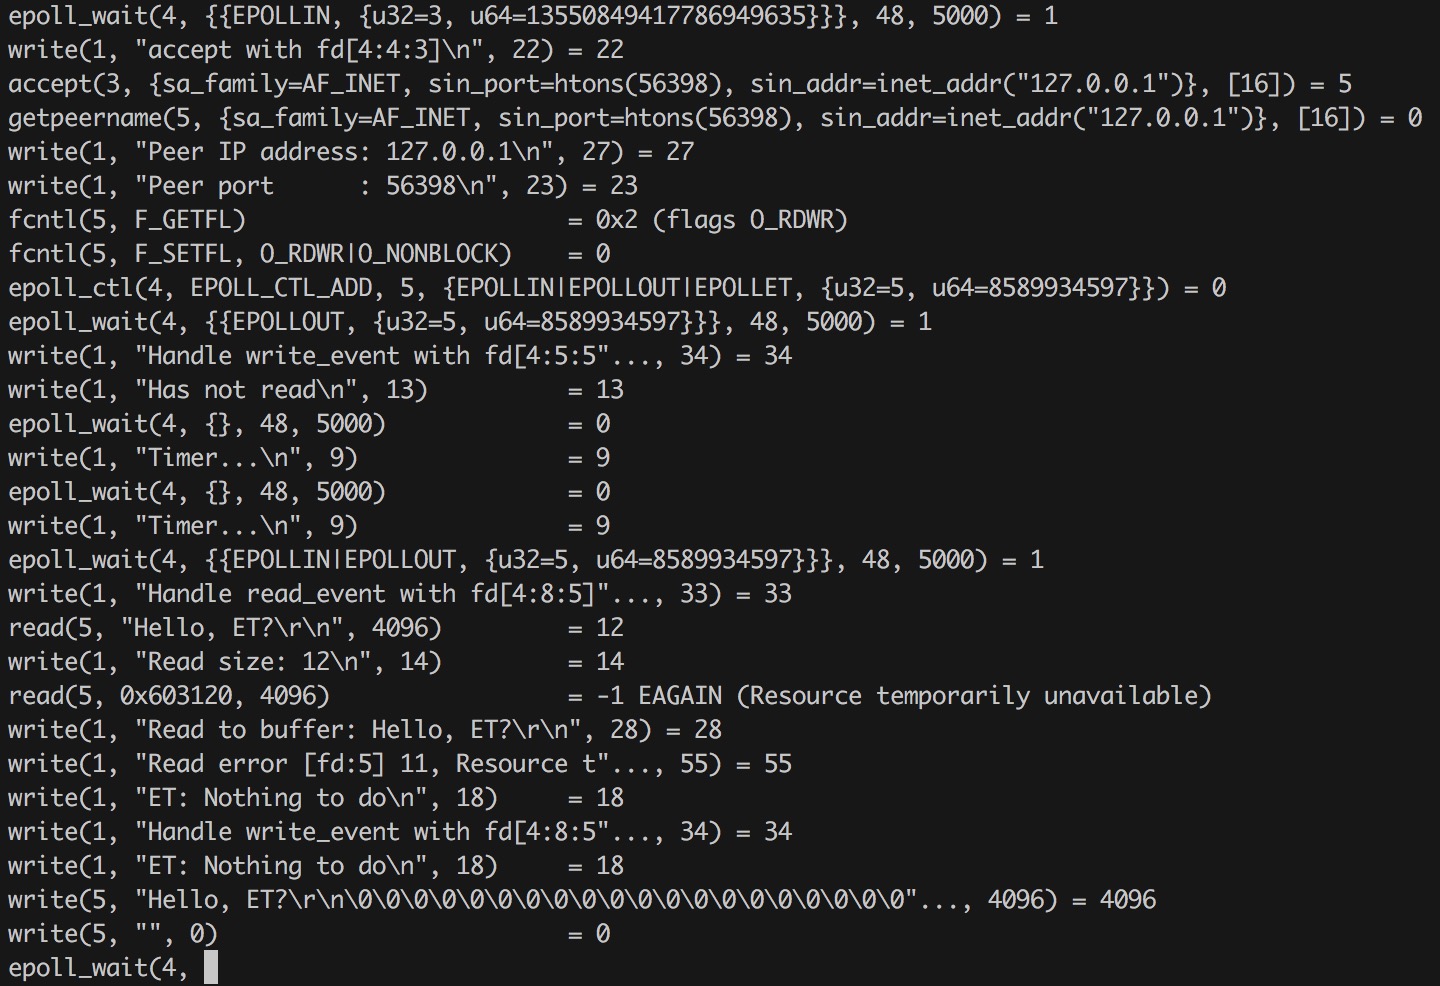 epoll_wait(4, {{EPOLLIN, {u32=3, u64=13550849417786949635}}}, 48, 5000) = 1
write(1, "accept with fd[4:4:3]\n", 22) = 22
accept(3, {sa_family=AF_INET, sin_port=htons(56398), sin_addr=inet_addr("127.0.0.1")}, [16]) = 5
getpeername(5, {sa_family=AF_INET, sin_port=htons(56398), sin_addr=inet_addr("127.0.0.1")}, [16]) = 0
write(1, "Peer IP address: 127.0.0.1\n", 27) = 27
write(1, "Peer port      : 56398\n", 23) = 23
fcntl(5, F_GETFL)                       = 0x2 (flags O_RDWR)
fcntl(5, F_SETFL, O_RDWR|O_NONBLOCK)    = 0
epoll_ctl(4, EPOLL_CTL_ADD, 5, {EPOLLIN|EPOLLOUT|EPOLLET, {u32=5, u64=8589934597}}) = 0
epoll_wait(4, {{EPOLLOUT, {u32=5, u64=8589934597}}}, 48, 5000) = 1
write(1, "Handle write_event with fd[4:5:5"..., 34) = 34
write(1, "Has not read\n", 13)          = 13
epoll_wait(4, {}, 48, 5000)             = 0
write(1, "Timer...\n", 9)               = 9
epoll_wait(4, {}, 48, 5000)             = 0
write(1, "Timer...\n", 9)               = 9
epoll_wait(4, {{EPOLLIN|EPOLLOUT, {u32=5, u64=8589934597}}}, 48, 5000) = 1
write(1, "Handle read_event with fd[4:8:5]"..., 33) = 33
read(5, "Hello, ET?\r\n", 4096)         = 12
write(1, "Read size: 12\n", 14)         = 14
read(5, 0x603120, 4096)                 = -1 EAGAIN (Resource temporarily unavailable)
write(1, "Read to buffer: Hello, ET?\r\n", 28) = 28
write(1, "Read error [fd:5] 11, Resource t"..., 55) = 55
write(1, "ET: Nothing to do\n", 18)     = 18
write(1, "Handle write_event with fd[4:8:5"..., 34) = 34
write(1, "ET: Nothing to do\n", 18)     = 18
write(5, "Hello, ET?\r\n\0\0\0\0\0\0\0\0\0\0\0\0\0\0\0\0\0\0\0\0"..., 4096) = 4096
write(5, "", 0)                         = 0
epoll_wait(4,